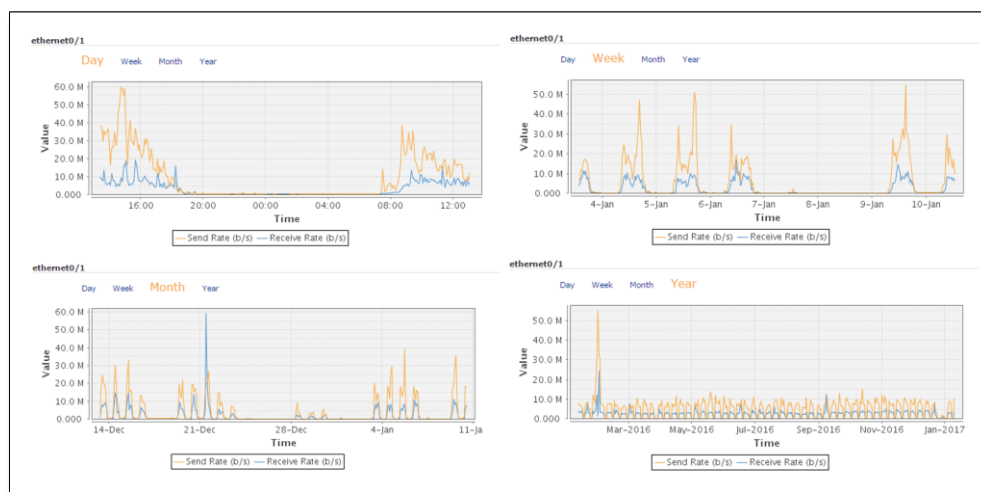 ethernet0/1
Day Week Month Year
60.0 M
50.0 M
40.0 M
30.0 M
20.0 M
10.0 M
0.000
Value
16:00 20:00 00:00 04:00 08:00 12:00
Time
Send Rate (b/s) Receive Rate (b/s)
ethernet0/1
Day Week Month Year
50.0 M
40.0 M
30.0 M
20.0 M
10.0 M
0.000
Value
4-Jan 5-Jan 6-Jan 7-Jan 8-Jan 9-Jan 10-Jan
Time
Send Rate (b/s) Receive Rate (b/s)
ethernet0/1
Day Week Month Year
60.0 M
50.0 M
40.0 M
30.0 M
20.0 M
10.0 M
0.000
Value
14-Dec 21-Dec 28-Dec 4-Jan 11-Ja
Time
Send Rate (b/s) Receive Rate (b/s)
ethernet0/1
Day Week Month Year
50.0 M
40.0 M
30.0 M
20.0 M
10.0 M
0.000
Value
Mar-2016 May-2016 Jul-2016 Sep-2016 Nov-2016 Jan-2017
Time
Send Rate (b/s) Receive Rate (b/s)